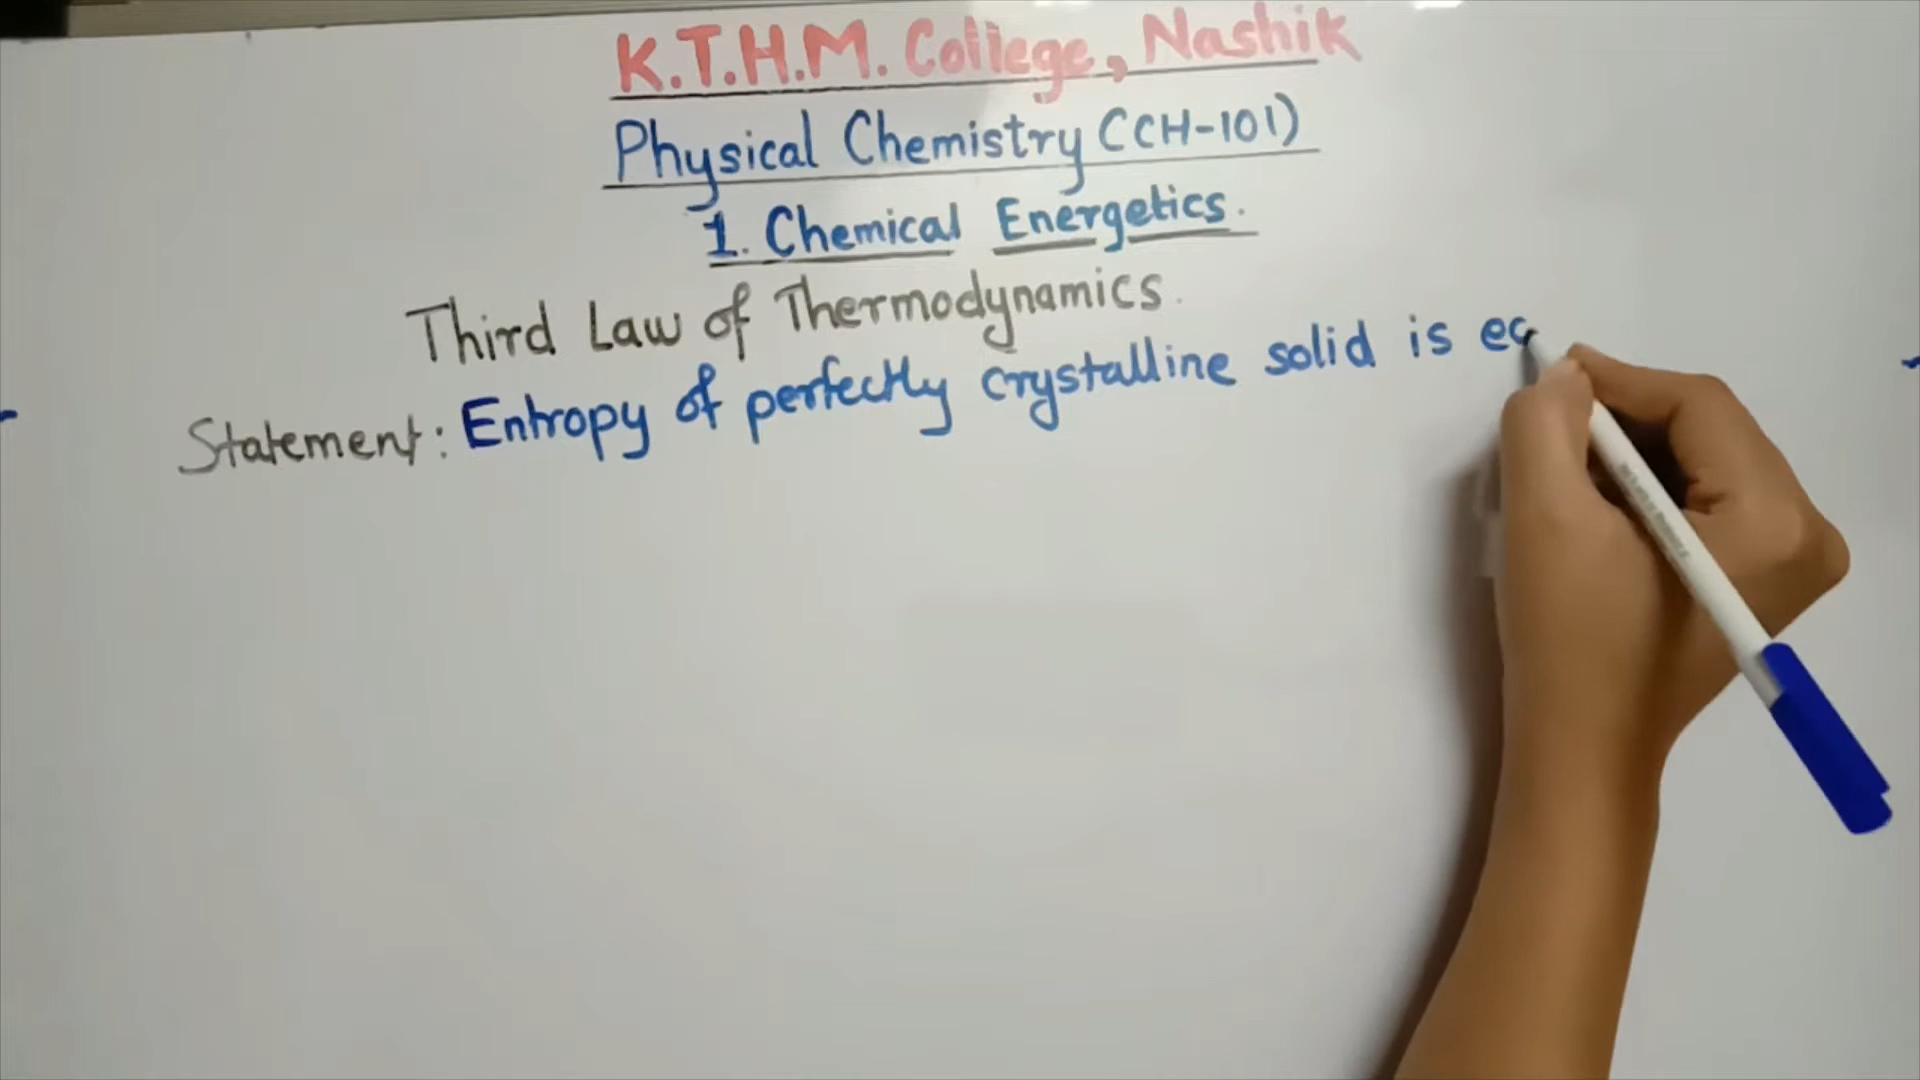 K.T.H.M. College, Nashik
Physical Chemistry (CH-101)
1. Chemical Energetics.
Third Law of Thermodynamics.
Statement: Entropy of perfectly crystalline solid is eq